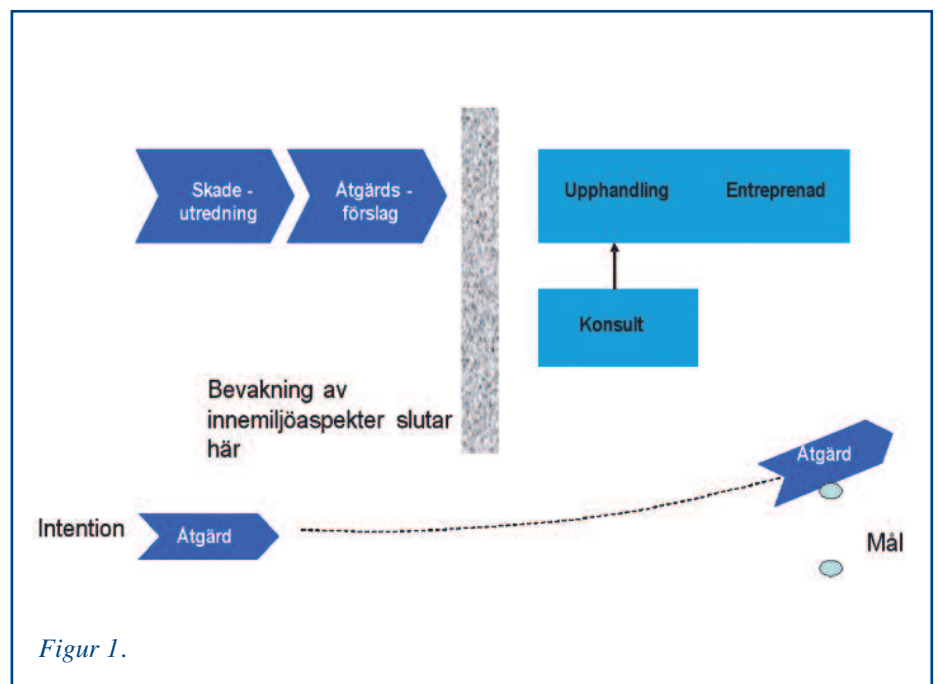 Skade -
utredning
Åtgärds-
förslag
Upphandling
Entreprenad
Konsult
Bevakning av
innemiljöaspekter slutar
här
Åtgärd
Intention
Åtgärd
Mål
Figur 1.